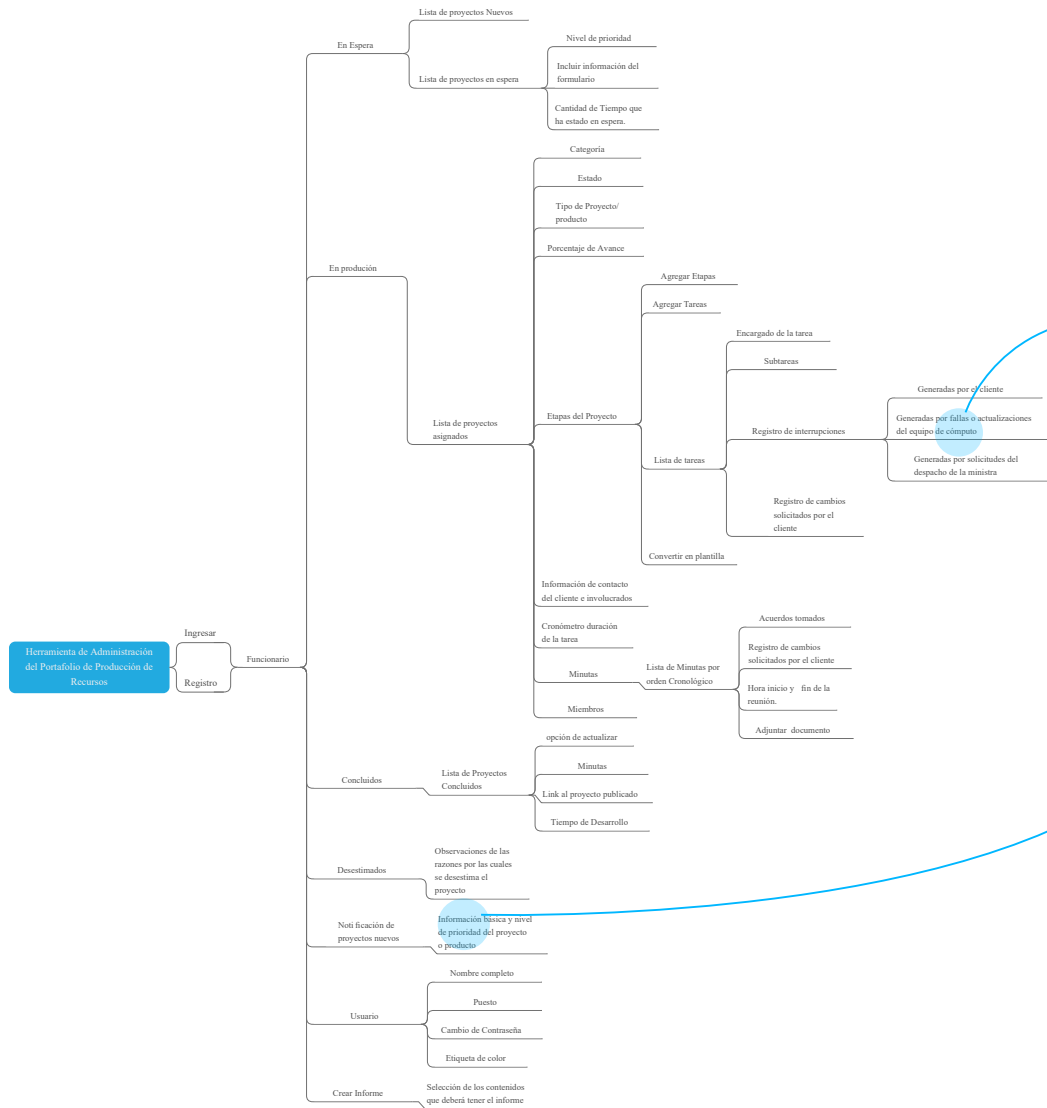 Lista de proyectos Nuevos
En Espera
Lista de proyectos en espera
Nivel de prioridad
Incluir información del
formulario
Cantidad de Tiempo que
ha estado en espera.
Categoría
Estado
Tipo de Proyecto/
producto
Porcentaje de Avance
En produción
Agregar Etapas
Agregar Tareas
Encargado de la tarea
Subtareas
Generadas por el cliente
Lista de proyectos
asignados
Etapas del Proyecto
Registro de interrupciones
Generadas por fallas o actualizaciones
del equipo de cómputo
Lista de tareas
Generadas por solicitudes del
despacho de la ministra
Registro de cambios
solicitados por el
cliente
Convertir en plantilla
Información de contacto
del cliente e involucrados
Cronómetro duración
de la tarea
Minutas
Lista de Minutas por
orden Cronológico
Acuerdos tomados
Registro de cambios
solicitados por el cliente
Hora inicio y fin de la
reunión.
Adjuntar documento
Miembros
Herramienta de Administración
del Portafolio de Producción de
Recursos
Ingresar
Registro
Funcionario
opción de actualizar
Minutas
Concluidos
Lista de Proyectos
Concluidos
Link al proyecto publicado
Tiempo de Desarrollo
Desestimados
Observaciones de las
razones por las cuales
se desestima el
proyecto
Noti ficación de
proyectos nuevos
Información básica y nivel
de prioridad del proyecto
o producto
Nombre completo
Puesto
Usuario
Cambio de Contraseña
Etiqueta de color
Crear Informe
Selección de los contenidos
que deberá tener el informe